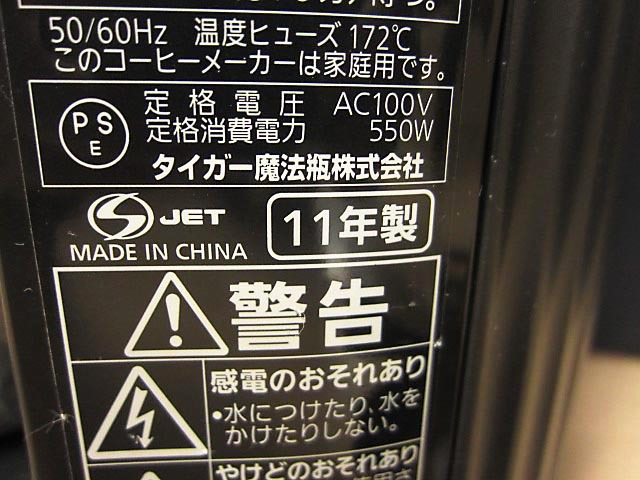 50/60Hz 温度ヒューズ 172℃
このコーヒーメーカーは家庭用です。
PS
E
定格電圧 AC100V
定格消費電力 550W
タイガー魔法瓶株式会社
JET
11年製
MADE IN CHINA
警告
感電のおそれあり
•水につけたり、水を
かけたりしない。
やけどのおそれあり